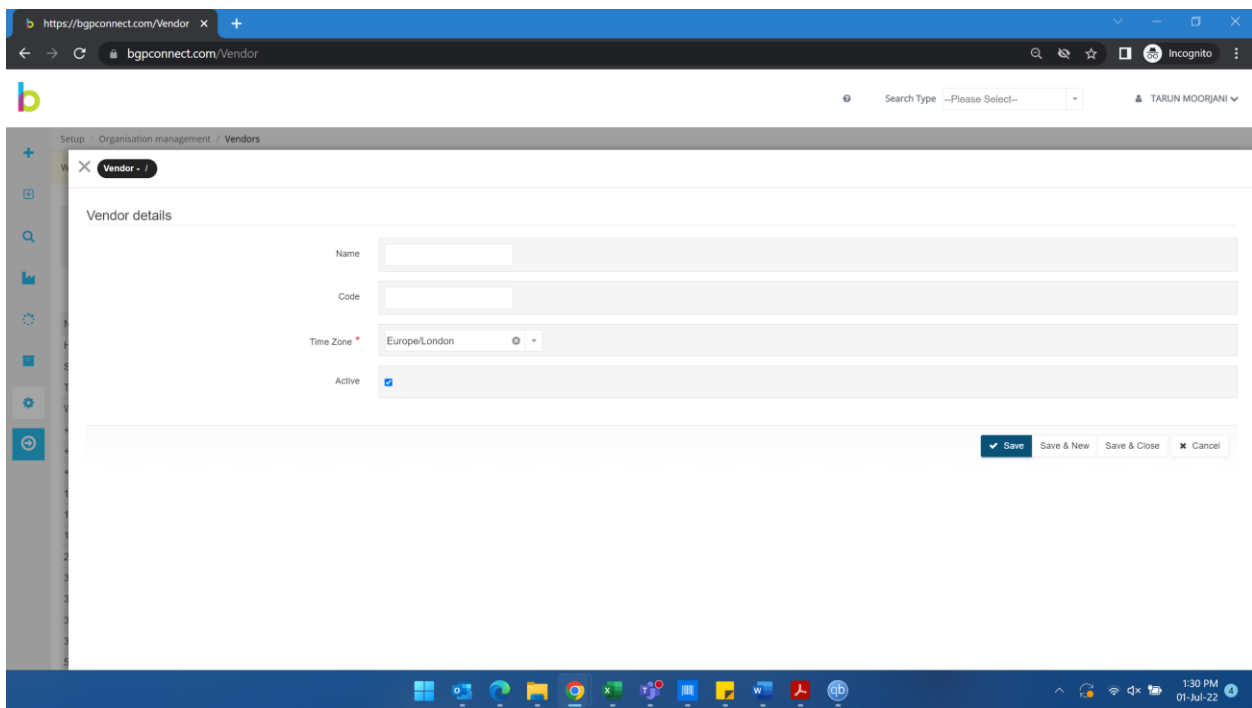 https://bgpconnect.com/Vendor
bgpconnect.com/Vendor
Incognito
b
Search Type --Please Select--
TARUN MOORJANI
Setup / Organisation management / Vendors
W
Vendor - /
Vendor details
Name
Code
Time Zone *
Europe/London
Active
Save
Save & New
Save & Close
Cancel
1:30 PM
01-Jul-22
4